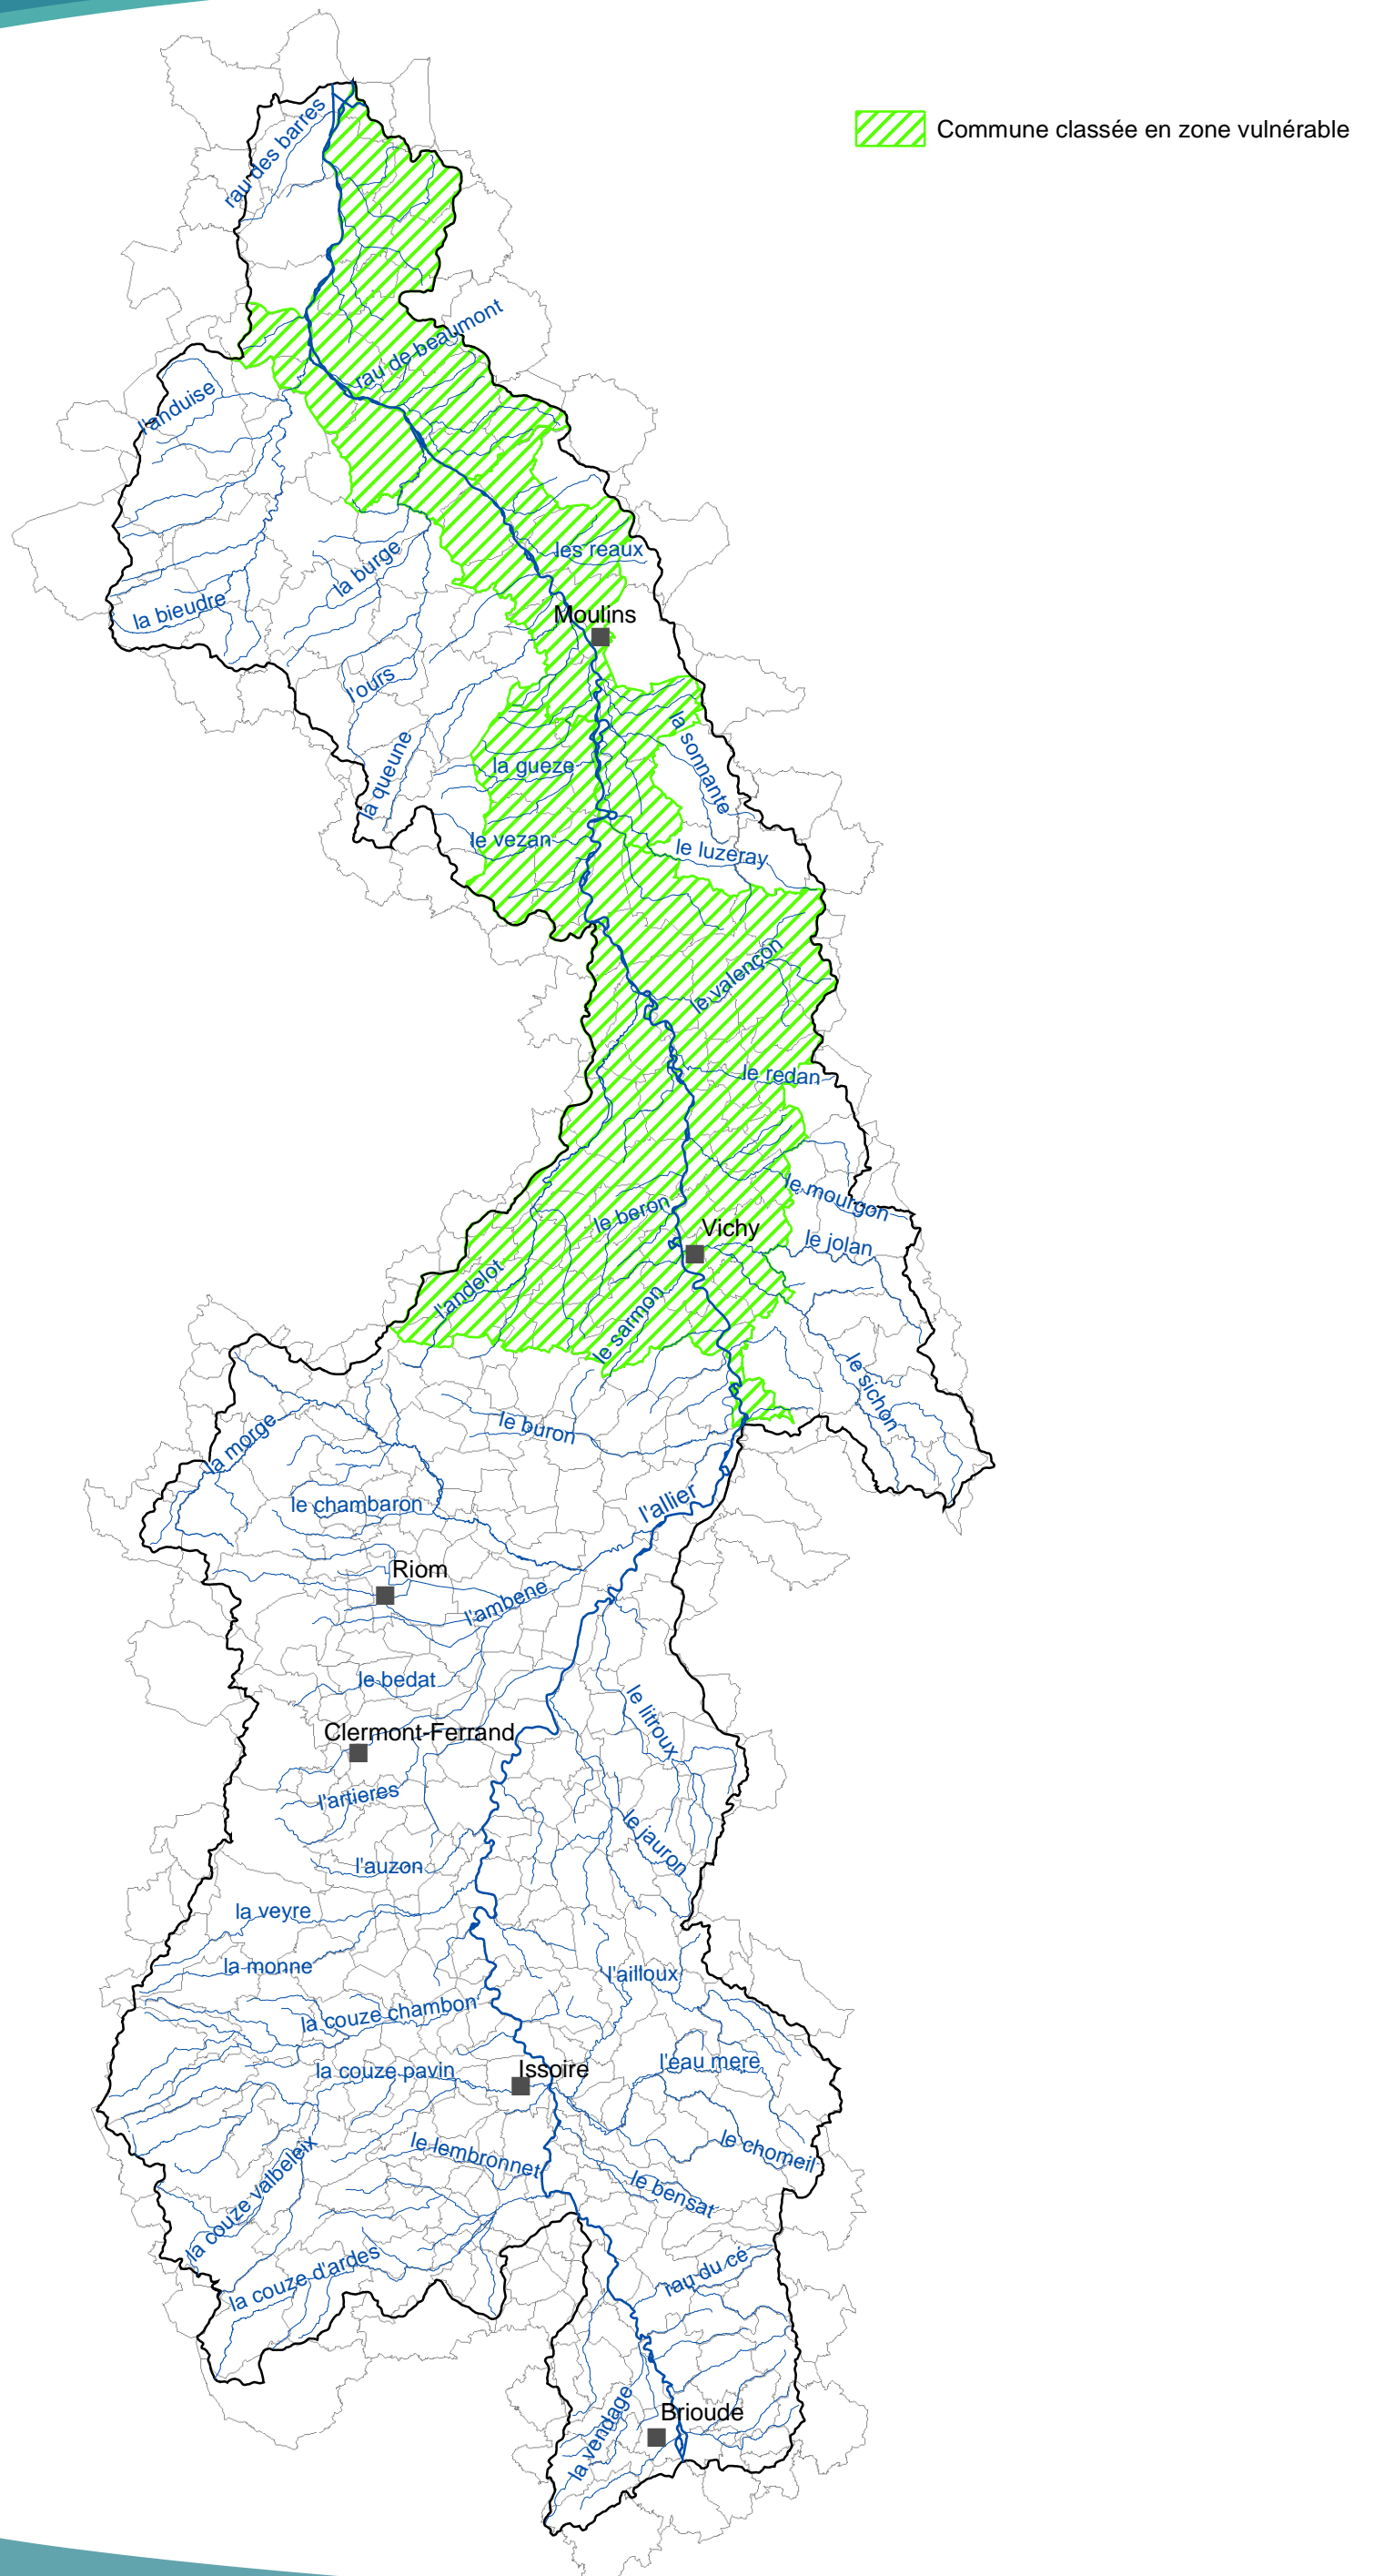 Commune classée en zone vulnérable
rau des barres
rau de beaumont
l'anduise
les reaux
la burge
la bieudre
Moulins
l'ours
la sonnante
la queune
la gueze
le vezan
le luzeray
le valençon
le redan
le mourgon
le beron
Vichy
le jolan
l'andelot
le sarmon
le sichon
le buron
la morge
l'allier
le chambaron
Riom
l'ambene
le bedat
le litroux
Clermont-Ferrand
l'artieres
le jauron
l'auzon
la veyre
la monne
l'ailloux
la couze chambon
l'eau mere
la couze pavin
Issoire
le chomeil
le lembronnet
la couze valbeleix
le bensat
rau du cé
la couze d'ardes
la vendage
Brioude